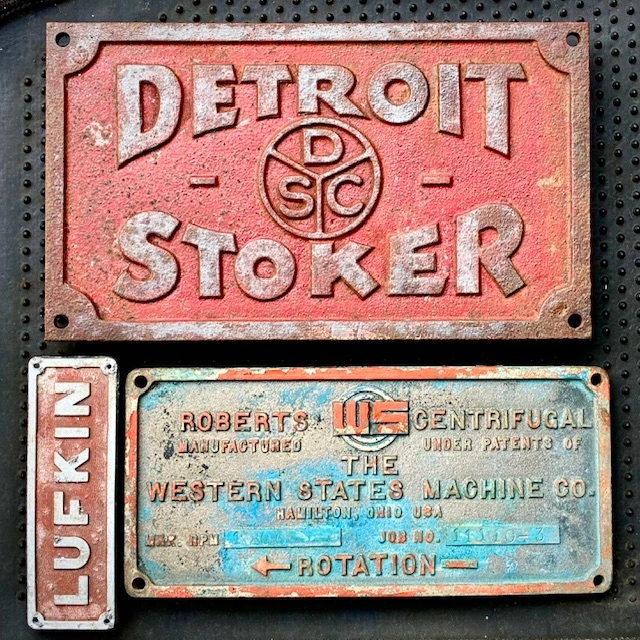 DETROIT
D
S C
- STOKER -
LUFKIN
ROBERTS WS CENTRIFUGAL
MANUFACTURED UNDER PATENTS OF
THE
WESTERN STATES MACHINE CO.
HAMILTON, OHIO USA
MAX. RPM JOB NO.
←ROTATION—